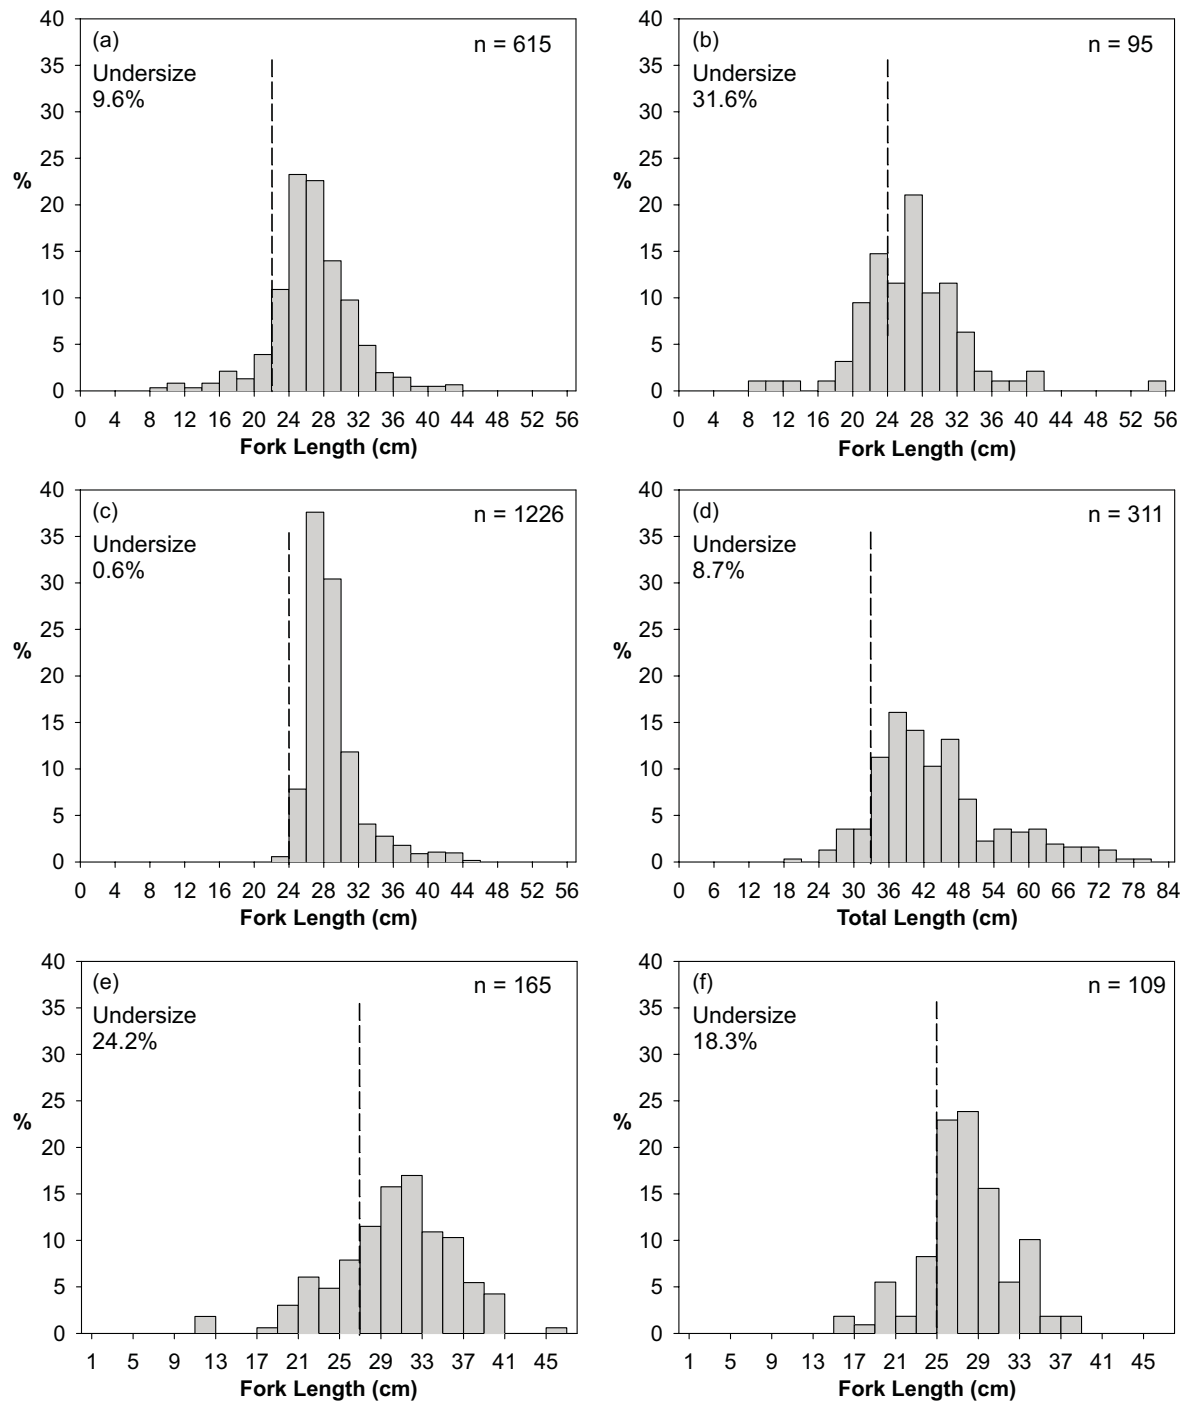 (a)
n = 615
Undersize
9.6%
%
40
35
30
25
20
15
10
5
0
0 4 8 12 16 20 24 28 32 36 40 44 48 52 56
Fork Length (cm)
(b)
n = 95
Undersize
31.6%
%
40
35
30
25
20
15
10
5
0
0 4 8 12 16 20 24 28 32 36 40 44 48 52 56
Fork Length (cm)
(c)
n = 1226
Undersize
0.6%
%
40
35
30
25
20
15
10
5
0
0 4 8 12 16 20 24 28 32 36 40 44 48 52 56
Fork Length (cm)
(d)
n = 311
Undersize
8.7%
%
40
35
30
25
20
15
10
5
0
0 6 12 18 24 30 36 42 48 54 60 66 72 78 84
Total Length (cm)
(e)
n = 165
Undersize
24.2%
%
40
35
30
25
20
15
10
5
0
1 5 9 13 17 21 25 29 33 37 41 45
Fork Length (cm)
(f)
n = 109
Undersize
18.3%
%
40
35
30
25
20
15
10
5
0
1 5 9 13 17 21 25 29 33 37 41 45
Fork Length (cm)